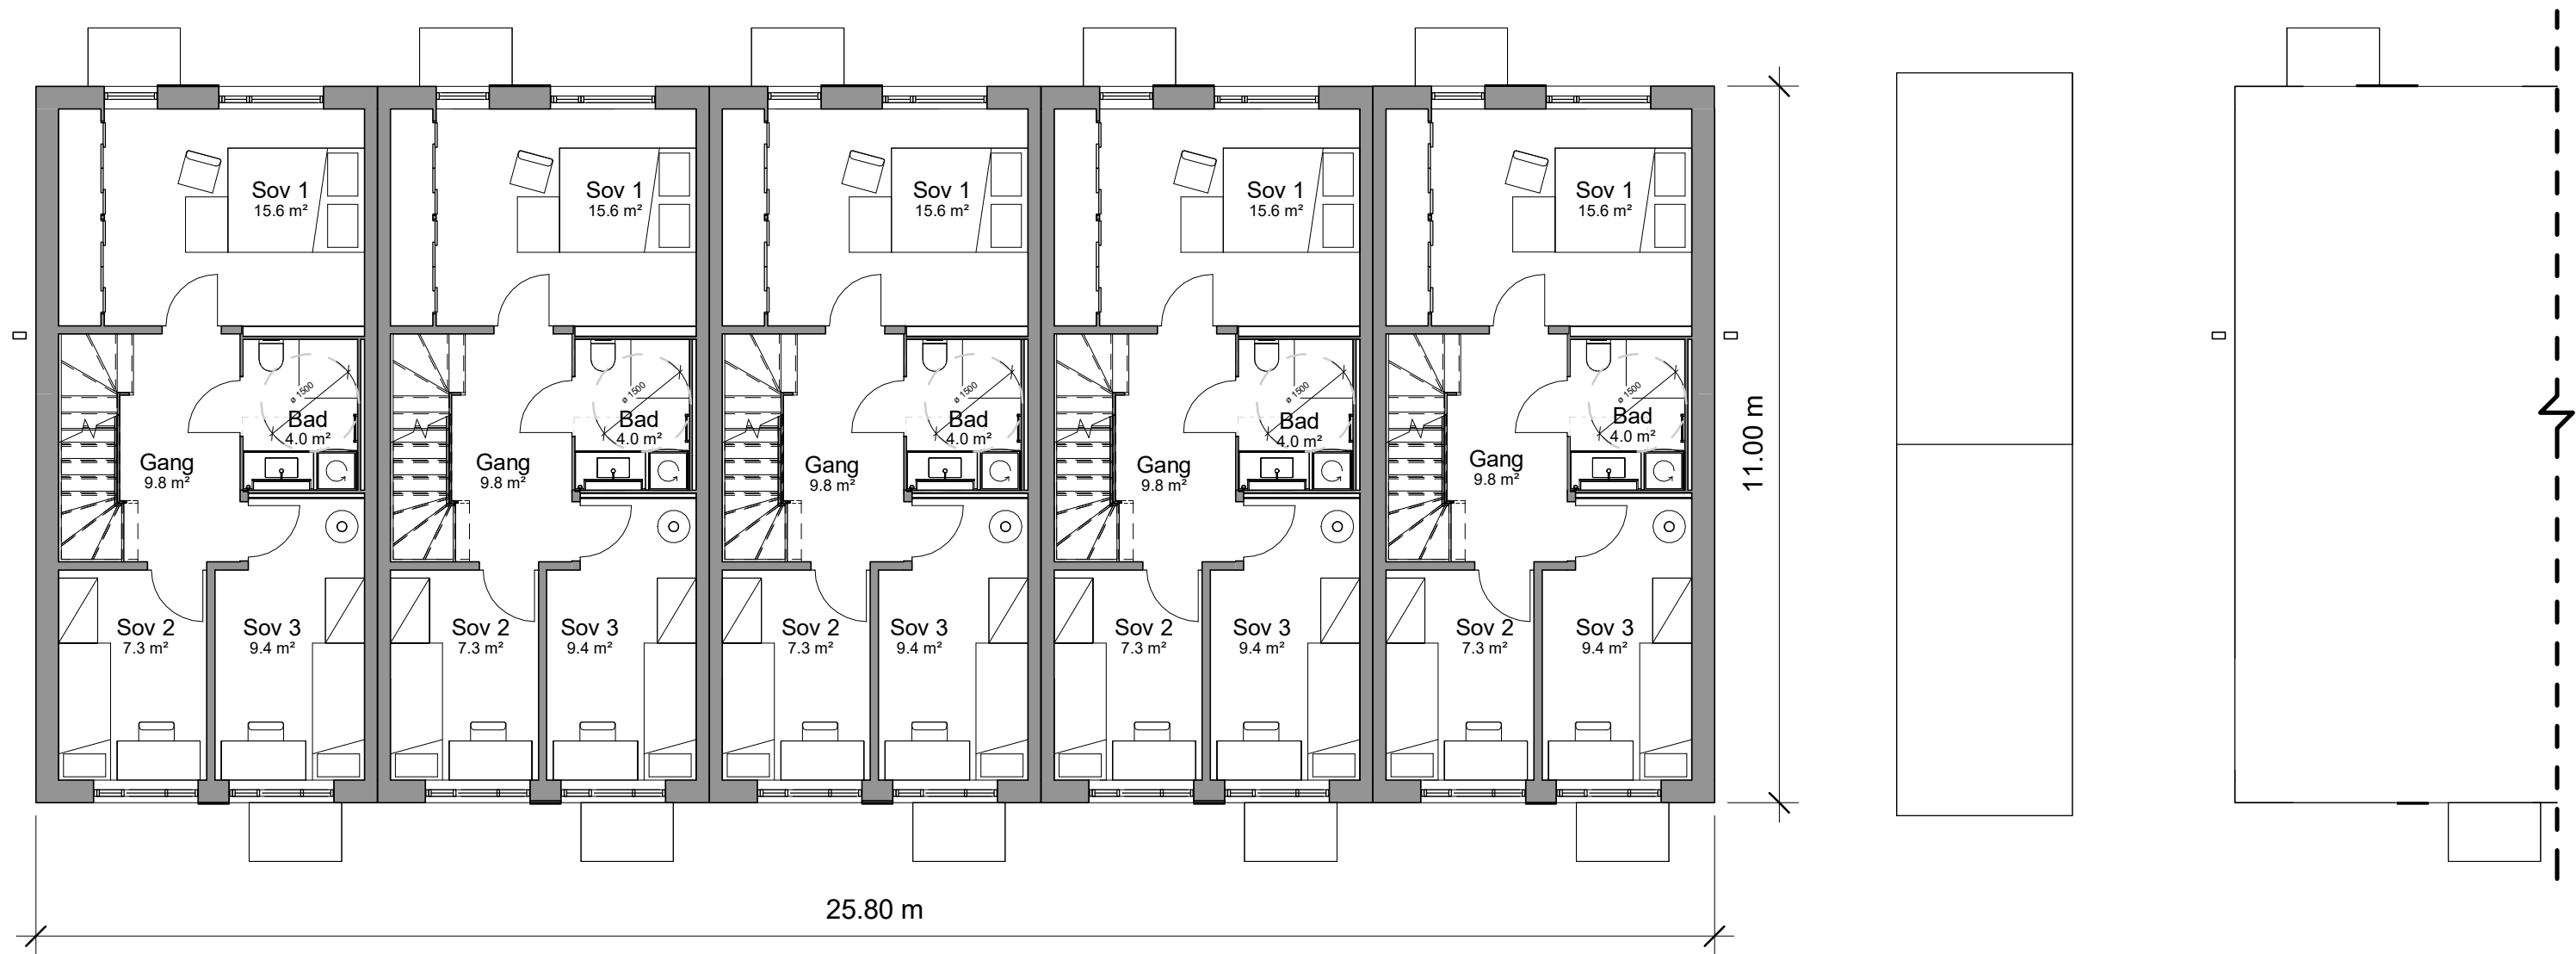 Sov 1
15.6 m²
Sov 1
15.6 m²
Sov 1
15.6 m²
Sov 1
15.6 m²
Sov 1
15.6 m²
ø 1500
Bad
4.0 m²
ø 1500
Bad
4.0 m²
ø 1500
Bad
4.0 m²
ø 1500
Bad
4.0 m²
ø 1500
Bad
4.0 m²
Gang
9.8 m²
Gang
9.8 m²
Gang
9.8 m²
Gang
9.8 m²
Gang
9.8 m²
11.00 m
Sov 2
7.3 m²
Sov 3
9.4 m²
Sov 2
7.3 m²
Sov 3
9.4 m²
Sov 2
7.3 m²
Sov 3
9.4 m²
Sov 2
7.3 m²
Sov 3
9.4 m²
Sov 2
7.3 m²
Sov 3
9.4 m²
25.80 m